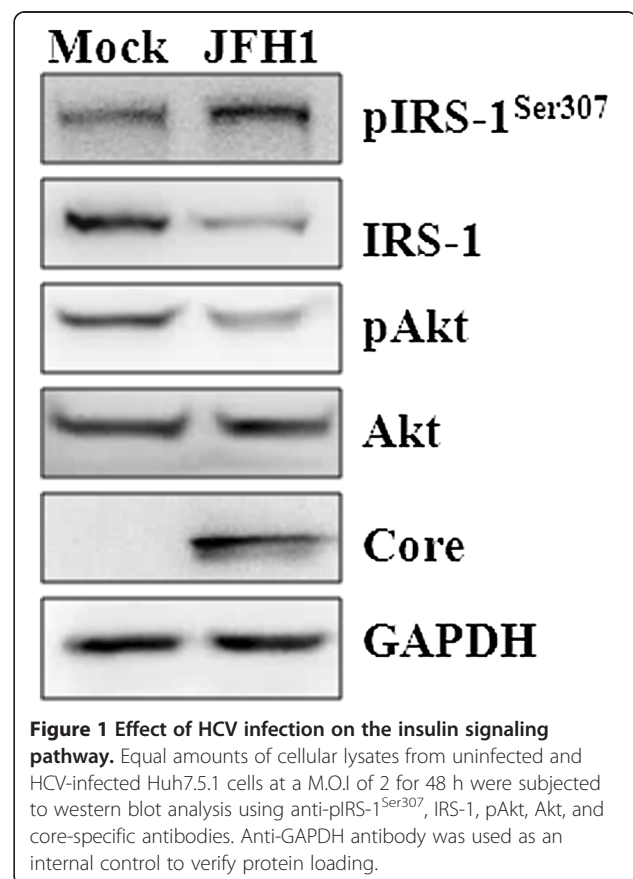 Mock JFH1
pIRS-1Ser307
IRS-1
pAkt
Akt
Core
GAPDH
Figure 1 Effect of HCV infection on the insulin signaling
pathway. Equal amounts of cellular lysates from uninfected and
HCV-infected Huh7.5.1 cells at a M.O.I of 2 for 48 h were subjected
to western blot analysis using anti-pIRS-1Ser307, IRS-1, pAkt, Akt, and
core-specific antibodies. Anti-GAPDH antibody was used as an
internal control to verify protein loading.